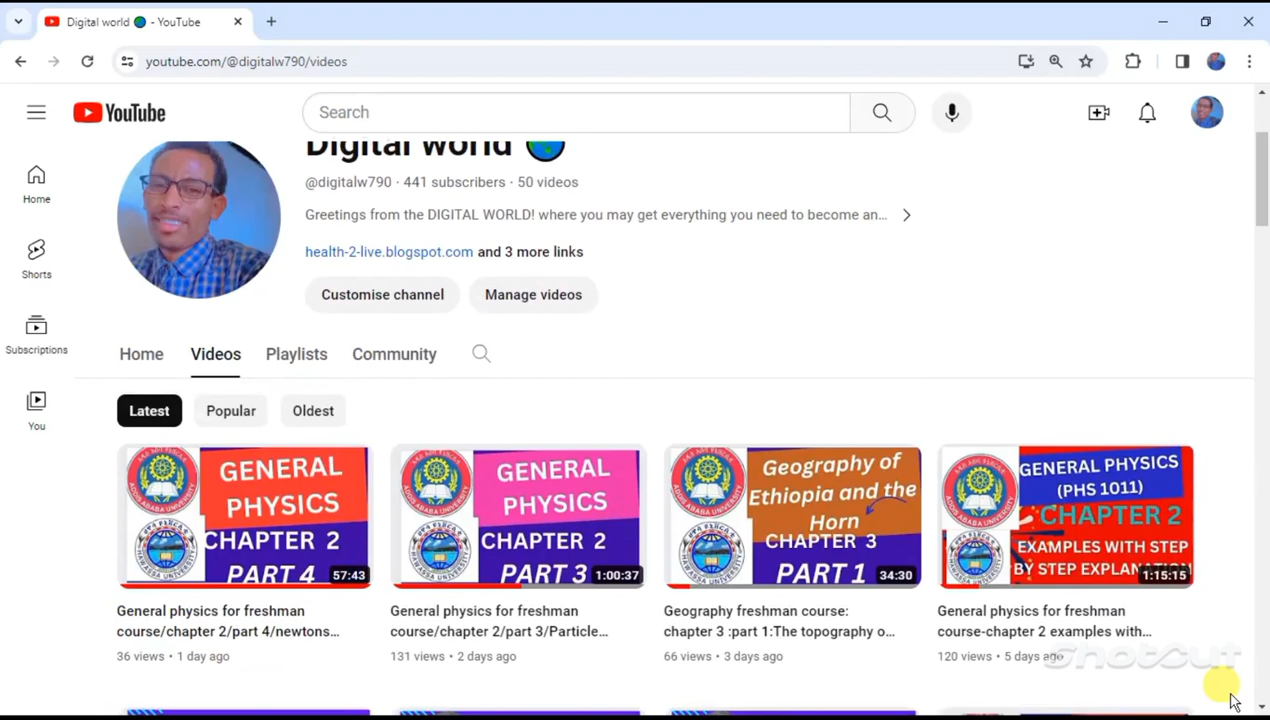 Digital world - YouTube
youtube.com/@digitalw790/videos
YouTube
Search
Digital world
@digitalw790 · 441 subscribers · 50 videos
Greetings from the DIGITAL WORLD! where you may get everything you need to become an...
health-2-live.blogspot.com and 3 more links
Customise channel
Manage videos
Home
Shorts
Subscriptions
You
Home
Videos
Playlists
Community
Latest
Popular
Oldest
GENERAL
PHYSICS
CHAPTER 2
PART 4
57:43
General physics for freshman
course/chapter 2/part 4/newtons...
36 views • 1 day ago
GENERAL
PHYSICS
CHAPTER 2
PART 3
1:00:37
General physics for freshman
course/chapter 2/part 3/Particle...
131 views • 2 days ago
Geography of
Ethiopia and the
Horn
CHAPTER 3
PART 1
34:30
Geography freshman course:
chapter 3 :part 1:The topography o...
66 views • 3 days ago
GENERAL PHYSICS
(PHS 1011)
CHAPTER 2
EXAMPLES WITH STEP
BY STEP EXPLANATION
1:15:15
General physics for freshman
course-chapter 2 examples with...
120 views • 5 days ago
shotcut